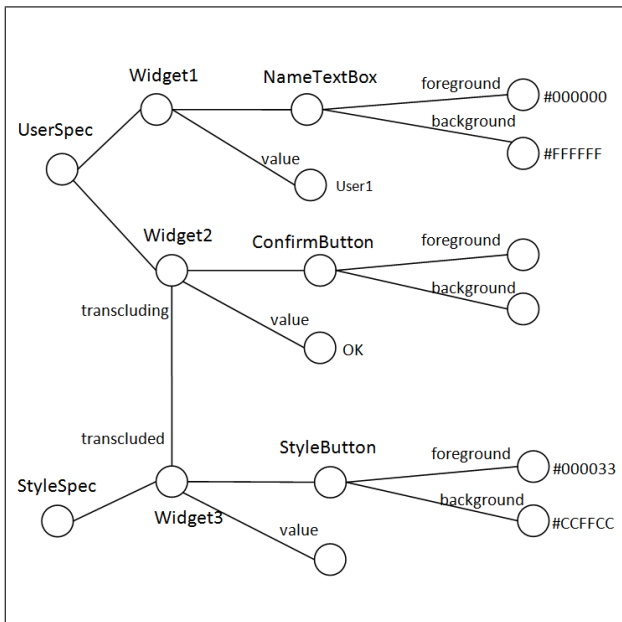 Widget1
NameTextBox
foreground
#000000
UserSpec
background
#FFFFFF
value
User1
Widget2
ConfirmButton
foreground
transcluding
background
value
OK
transcluded
StyleButton
foreground
#000033
StyleSpec
Widget3
background
#CCFFCC
value